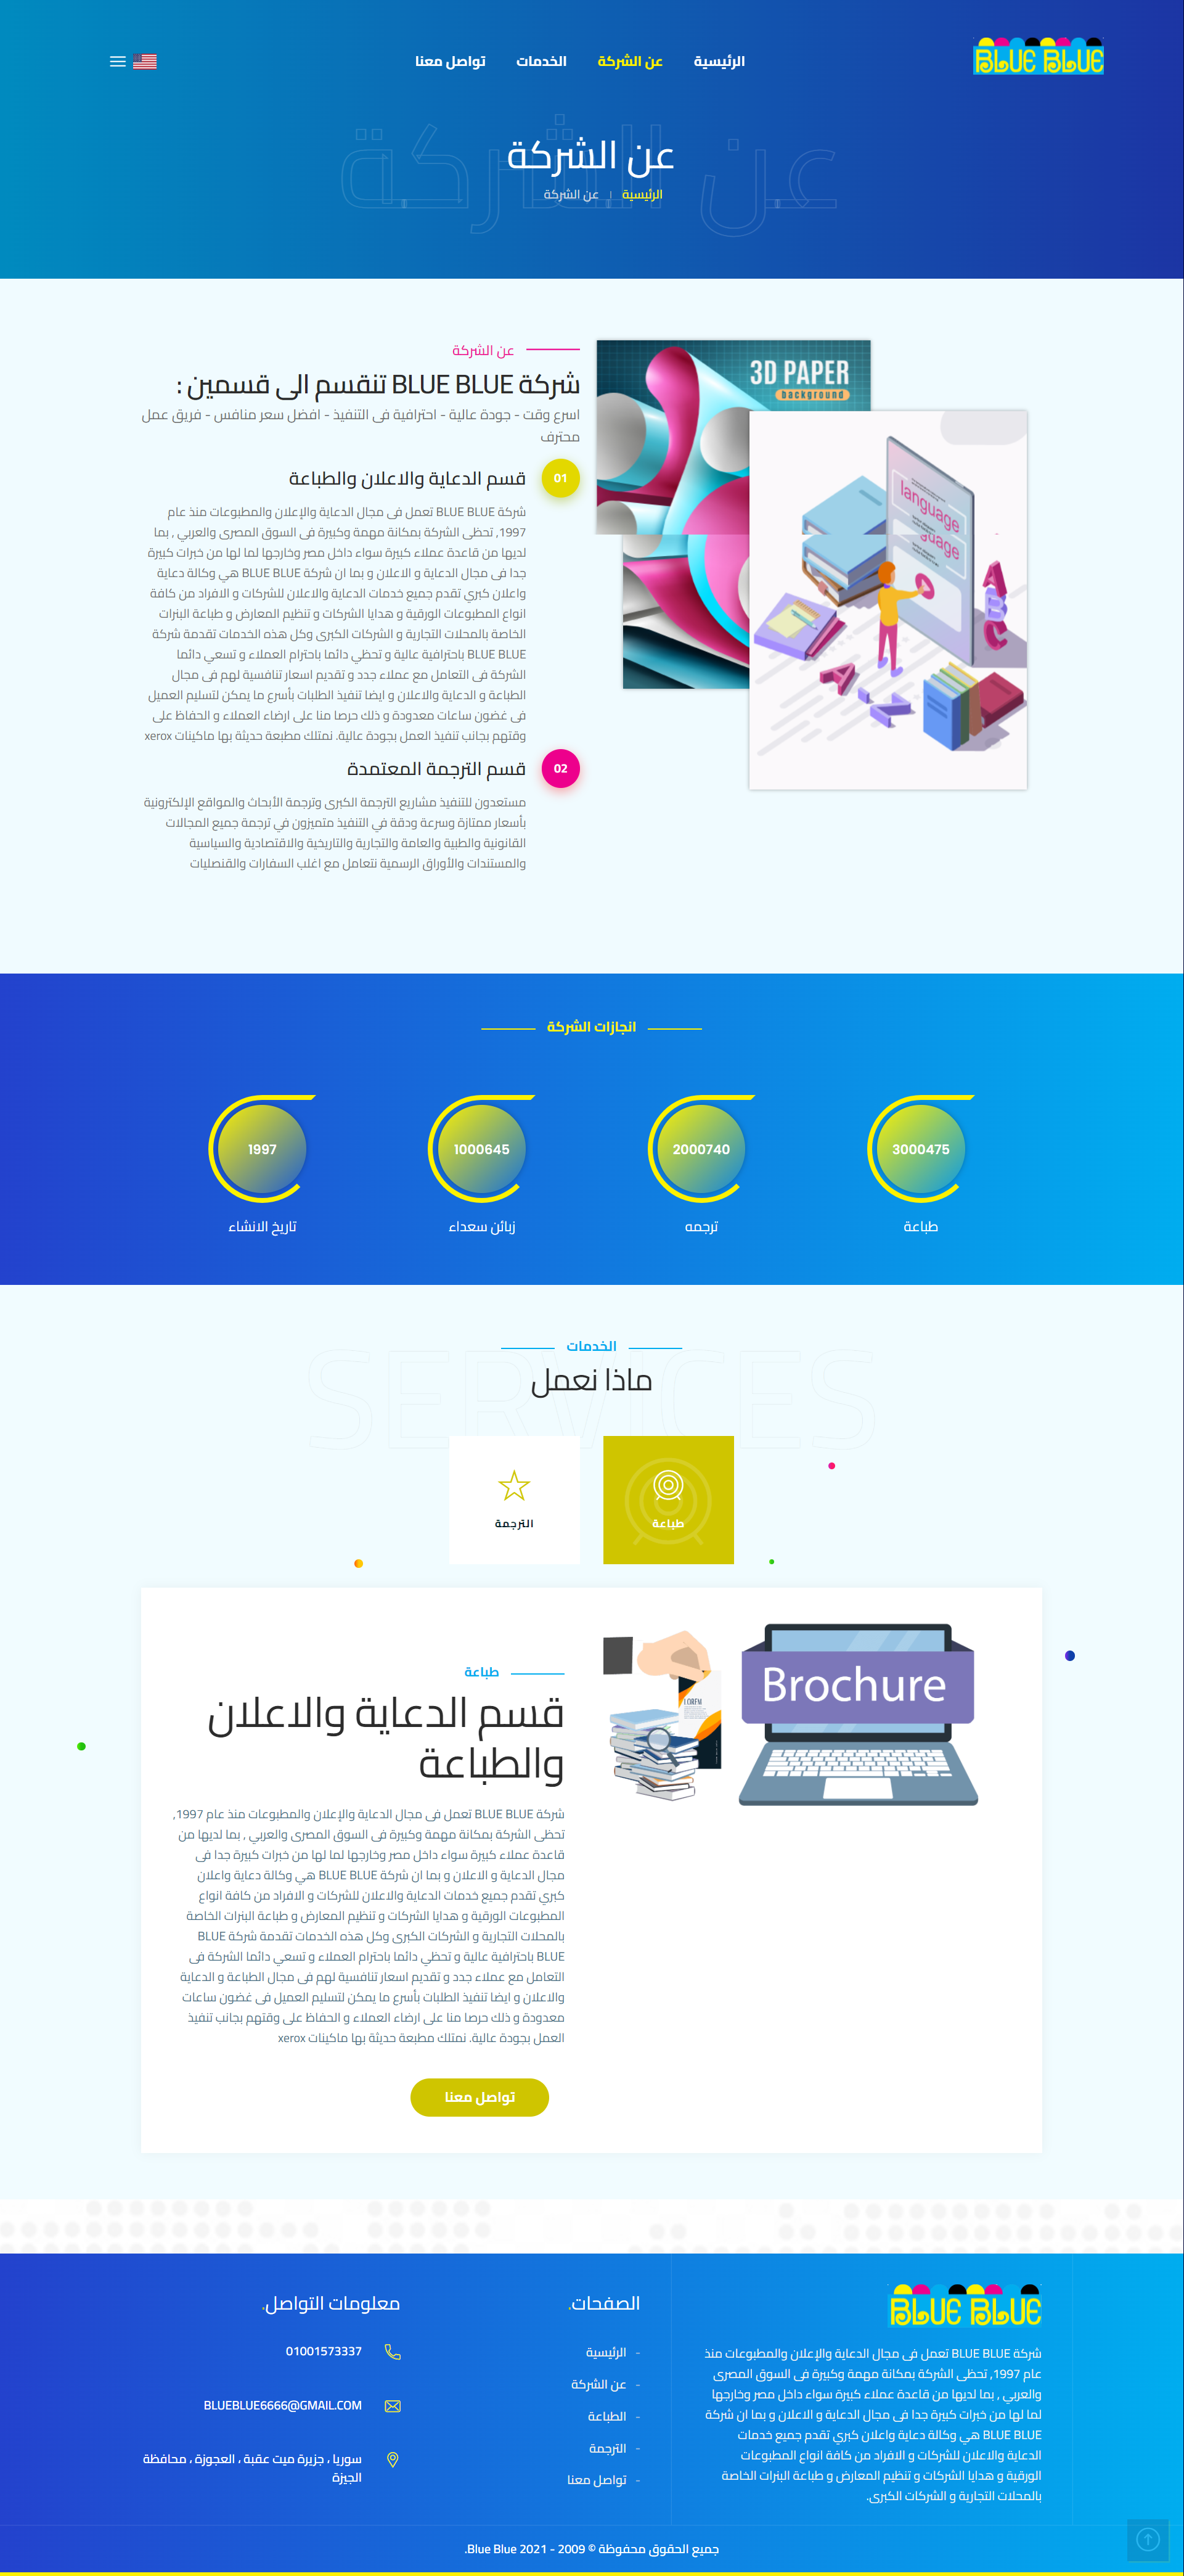 BLUE BLUE
الرئيسية
عن الشركة
الخدمات
تواصل معنا
عن الشركة
عن الشركة
الرئيسية
عن الشركة
3D PAPER
background
language
language
A
B
C
عن الشركة
شركة BLUE BLUE تنقسم الى قسمين :
اسرع وقت - جودة عالية - احترافية فى التنفيذ - افضل سعر منافس - فريق عمل
محترف
01
قسم الدعاية والاعلان والطباعة
شركة BLUE BLUE تعمل فى مجال الدعاية والإعلان والمطبوعات منذ عام
1997, تحظى الشركة بمكانة مهمة وكبيرة فى السوق المصرى والعربي , بما
لديها من قاعدة عملاء كبيرة سواء داخل مصر وخارجها لما لها من خبرات كبيرة
جدا فى مجال الدعاية و الاعلان و بما ان شركة BLUE BLUE هي وكالة دعاية
واعلان كبري تقدم جميع خدمات الدعاية والاعلان للشركات و الافراد من كافة
انواع المطبوعات الورقية و هدايا الشركات و تنظيم المعارض و طباعة البنرات
الخاصة بالمحلات التجارية و الشركات الكبرى وكل هذه الخدمات تقدمة شركة
BLUE BLUE باحترافية عالية و تحظي دائما باحترام العملاء و تسعي دائما
الشركة فى التعامل مع عملاء جدد و تقديم اسعار تنافسية لهم فى مجال
الطباعة و الدعاية والاعلان و ايضا تنفيذ الطلبات بأسرع ما يمكن لتسليم العميل
فى غضون ساعات معدودة و ذلك حرصا منا على ارضاء العملاء و الحفاظ على
وقتهم بجانب تنفيذ العمل بجودة عالية. نمتلك مطبعة حديثة بها ماكينات xerox
02
قسم الترجمة المعتمدة
مستعدون للتنفيذ مشاريع الترجمة الكبرى وترجمة الأبحاث والمواقع الإلكترونية
بأسعار ممتازة وسرعة ودقة في التنفيذ متميزون في ترجمة جميع المجالات
القانونية والطبية والعامة والتجارية والتاريخية والاقتصادية والسياسية
والمستندات والأوراق الرسمية نتعامل مع اغلب السفارات والقنصليات
انجازات الشركة
3000475
2000740
1000645
1997
طباعة
ترجمه
زبائن سعداء
تاريخ الانشاء
SERVICES
الخدمات
ماذا نعمل
طباعة
الترجمة
Brochure
LOREM
طباعة
قسم الدعاية والاعلان
والطباعة
شركة BLUE BLUE تعمل فى مجال الدعاية والإعلان والمطبوعات منذ عام 1997,
تحظى الشركة بمكانة مهمة وكبيرة فى السوق المصرى والعربي , بما لديها من
قاعدة عملاء كبيرة سواء داخل مصر وخارجها لما لها من خبرات كبيرة جدا فى
مجال الدعاية و الاعلان و بما ان شركة BLUE BLUE هي وكالة دعاية واعلان
كبري تقدم جميع خدمات الدعاية والاعلان للشركات و الافراد من كافة انواع
المطبوعات الورقية و هدايا الشركات و تنظيم المعارض و طباعة البنرات الخاصة
بالمحلات التجارية و الشركات الكبرى وكل هذه الخدمات تقدمة شركة BLUE
BLUE باحترافية عالية و تحظي دائما باحترام العملاء و تسعي دائما الشركة فى
التعامل مع عملاء جدد و تقديم اسعار تنافسية لهم فى مجال الطباعة و الدعاية
والاعلان و ايضا تنفيذ الطلبات بأسرع ما يمكن لتسليم العميل فى غضون ساعات
معدودة و ذلك حرصا منا على ارضاء العملاء و الحفاظ على وقتهم بجانب تنفيذ
العمل بجودة عالية. نمتلك مطبعة حديثة بها ماكينات xerox
تواصل معنا
BLUE BLUE
شركة BLUE BLUE تعمل فى مجال الدعاية والإعلان والمطبوعات منذ
عام 1997, تحظى الشركة بمكانة مهمة وكبيرة فى السوق المصرى
والعربي , بما لديها من قاعدة عملاء كبيرة سواء داخل مصر وخارجها
لما لها من خبرات كبيرة جدا فى مجال الدعاية و الاعلان و بما ان شركة
BLUE BLUE هي وكالة دعاية واعلان كبري تقدم جميع خدمات
الدعاية والاعلان للشركات و الافراد من كافة انواع المطبوعات
الورقية و هدايا الشركات و تنظيم المعارض و طباعة البنرات الخاصة
بالمحلات التجارية و الشركات الكبرى.
الصفحات.
- الرئيسية
- عن الشركة
- الطباعة
- الترجمة
- تواصل معنا
معلومات التواصل.
01001573337
BLUEBLUE6666@GMAIL.COM
سوريا ، جزيرة ميت عقبة ، العجوزة ، محافظة
الجيزة
جميع الحقوق محفوظة © 2009 - 2021 Blue Blue.